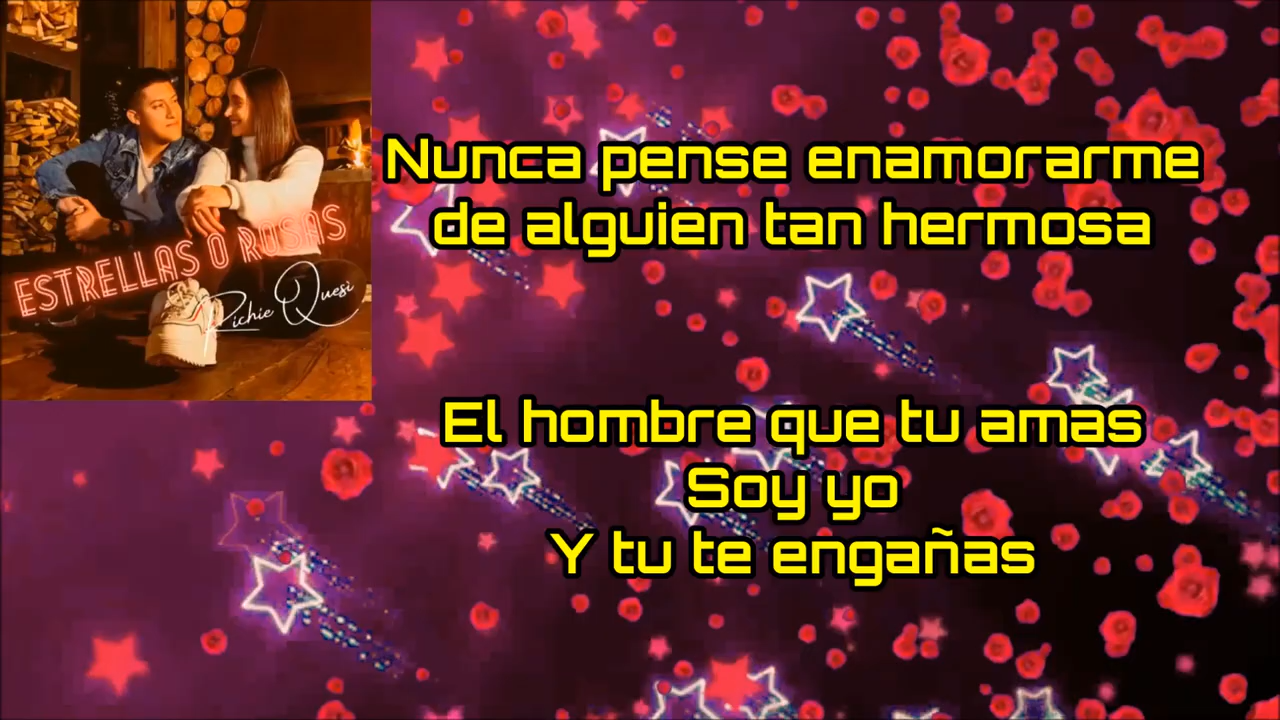 ESTRELLAS O ROSAS
Richie Quesi
Nunca pense enamorarme
de alguien tan hermosa
El hombre que tu amas
Soy yo
Y tu te engañas